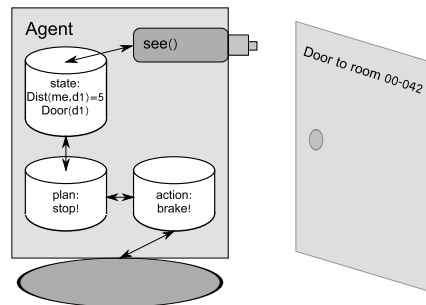 Agent
see()
state:
Dist(me,d1)=5
Door(d1)
plan:
stop!
action:
brake!
Door to room 00-042